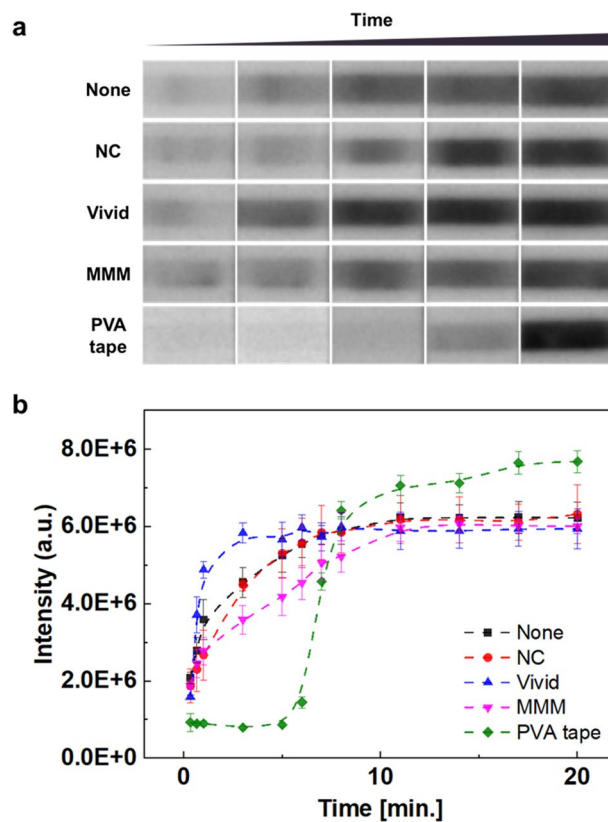 a
Time
None
NC
Vivid
MMM
PVA
tape
b
8.0E+6
6.0E+6
4.0E+6
2.0E+6
0.0E+0
Intensity (a.u.)
None
NC
Vivid
MMM
PVA tape
0
10
20
Time [min.]